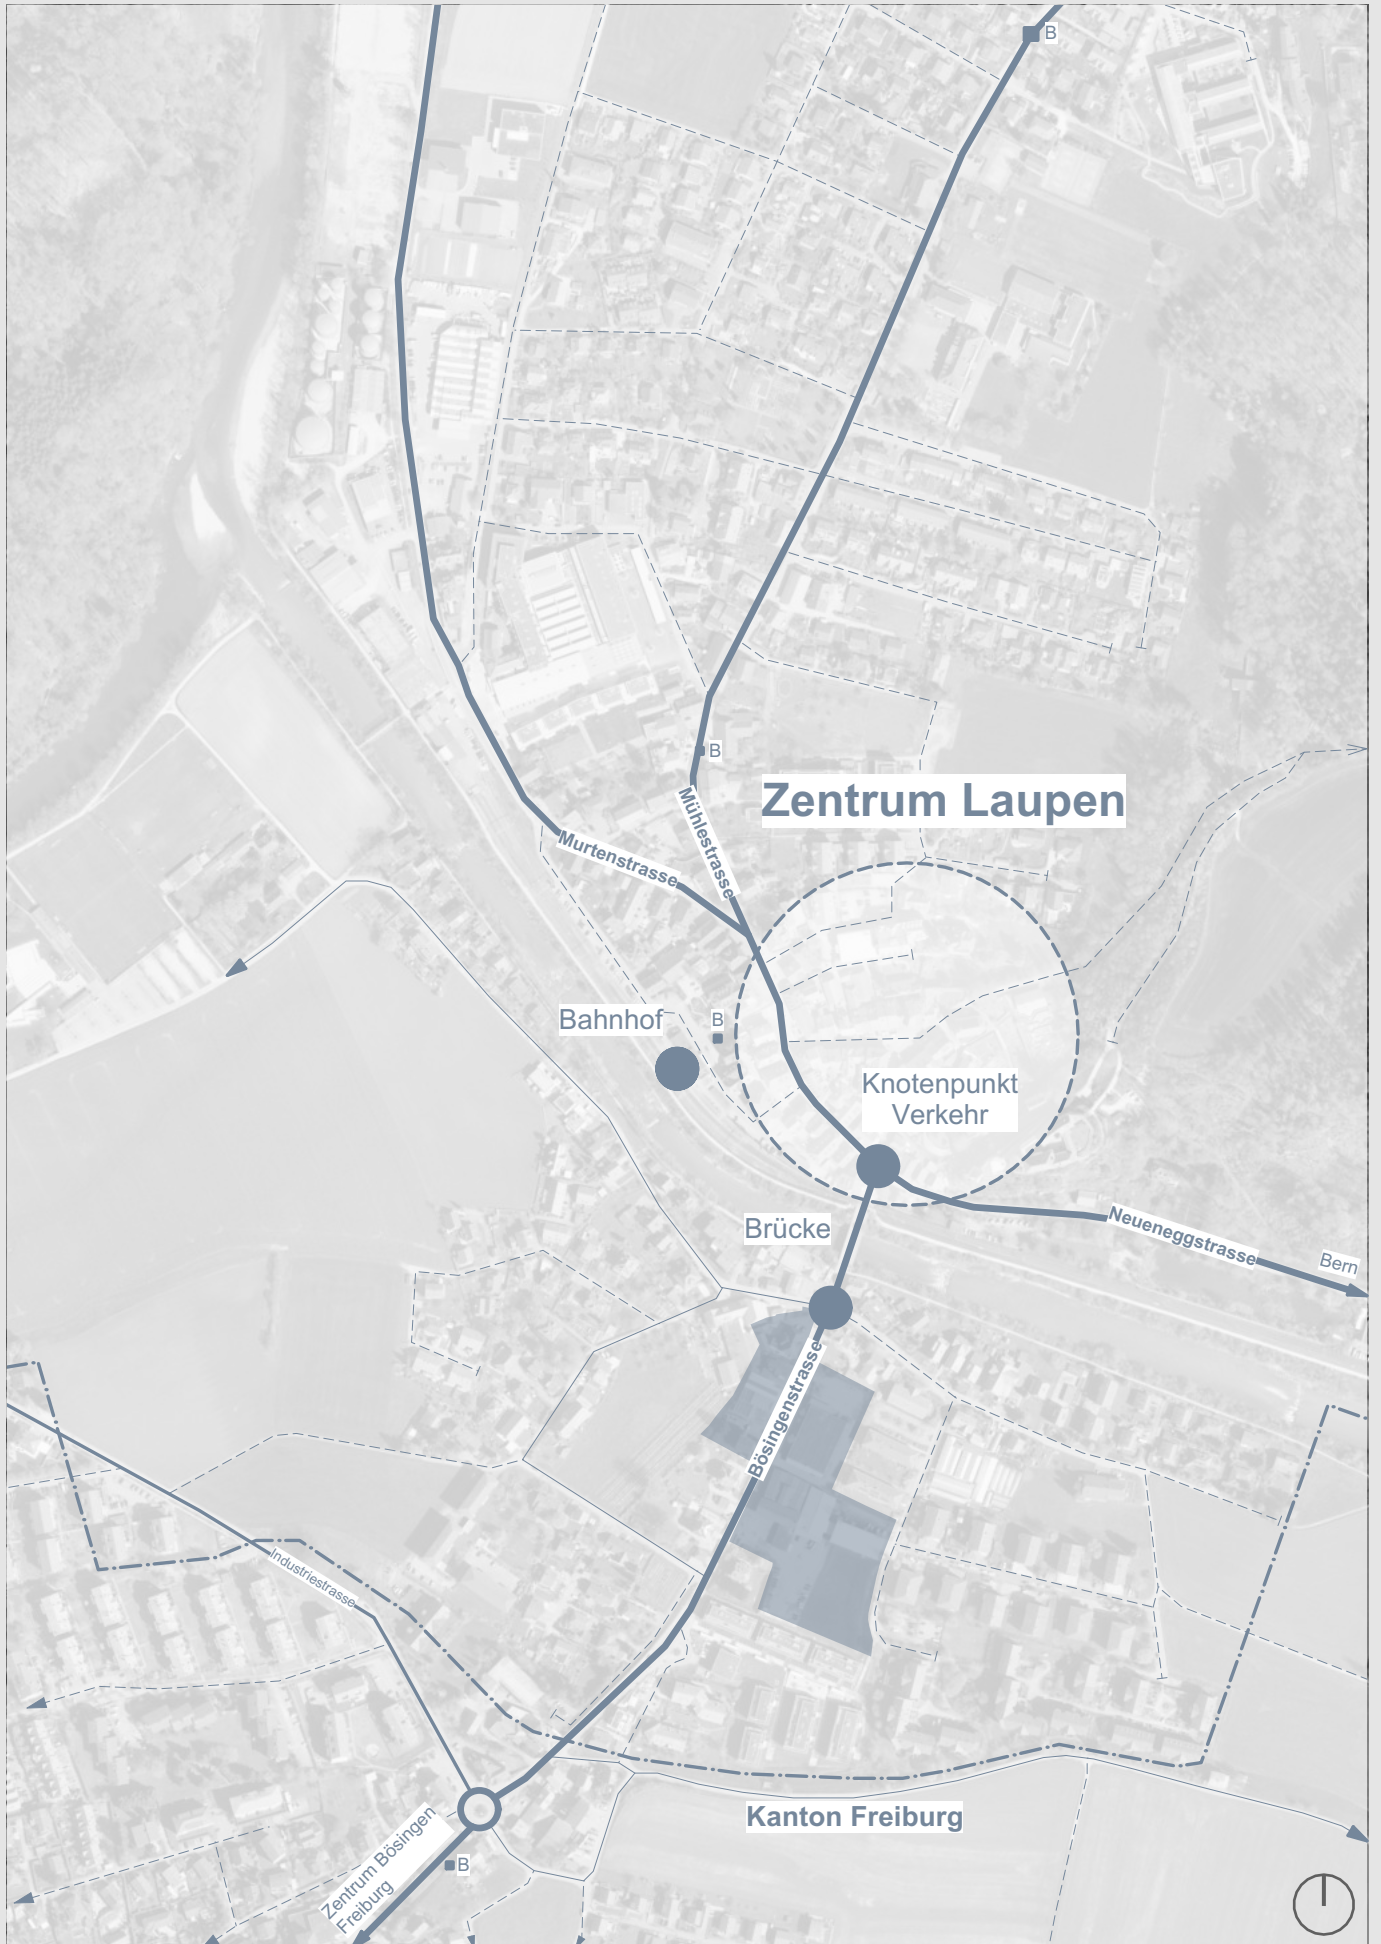 B
B
Zentrum Laupen
Mühlestrasse
Murtenstrasse
Bahnhof
B
Knotenpunkt
Verkehr
Brücke
Neueneggstrasse
Bern
Bösingenstrasse
Industriestrasse
Kanton Freiburg
Zentrum Bösingen
Freiburg
B